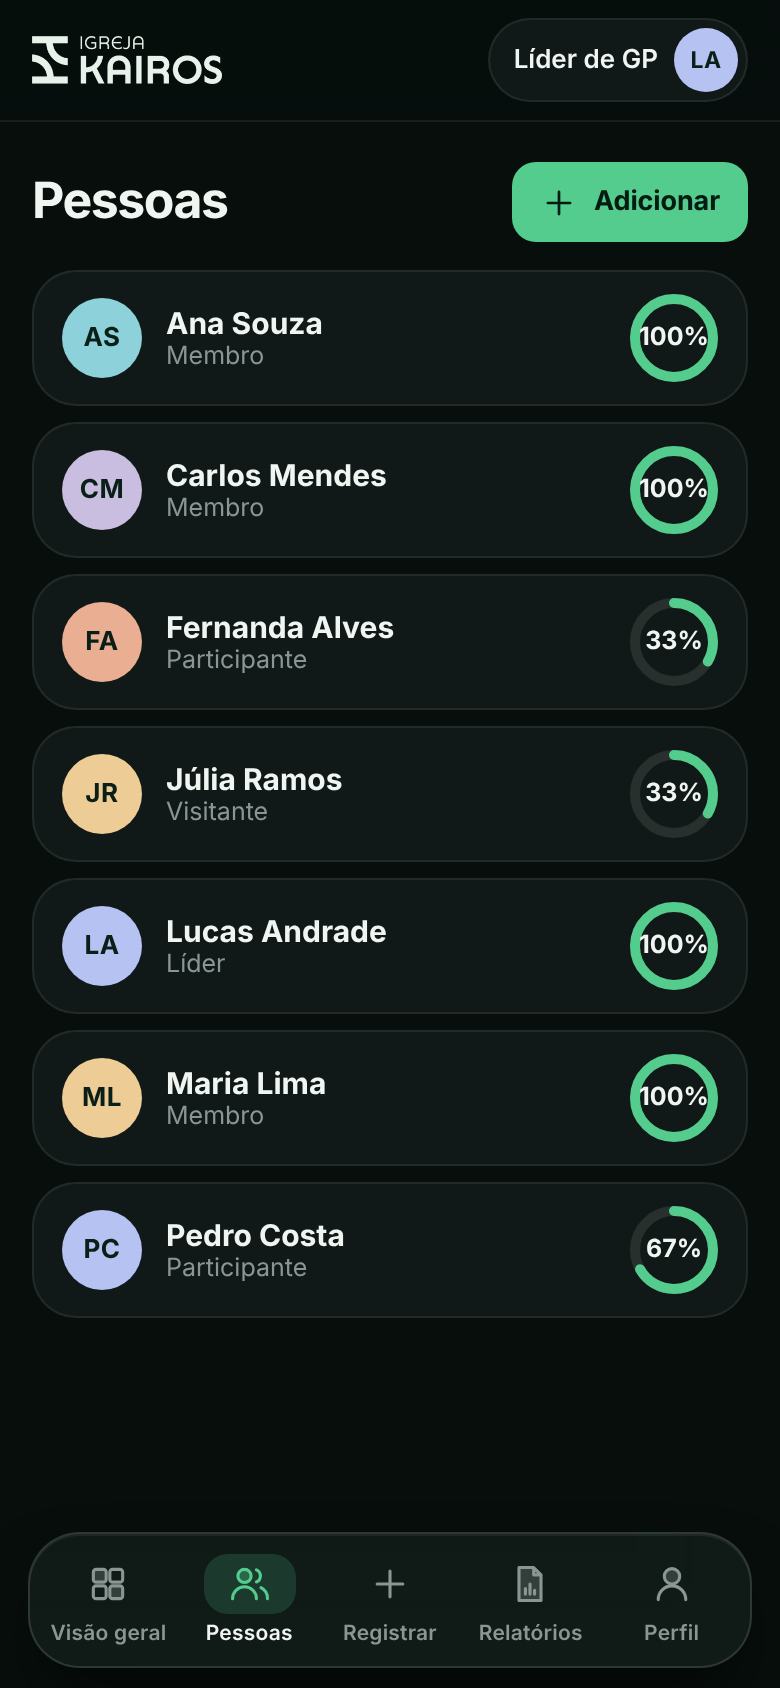 IGREJA
KAIROS
Líder de GP
LA
Pessoas
Adicionar
AS
Ana Souza
Membro
100%
CM
Carlos Mendes
Membro
100%
FA
Fernanda Alves
Participante
33%
JR
Júlia Ramos
Visitante
33%
LA
Lucas Andrade
Líder
100%
ML
Maria Lima
Membro
100%
PC
Pedro Costa
Participante
67%
Visão geral
Pessoas
Registrar
Relatórios
Perfil